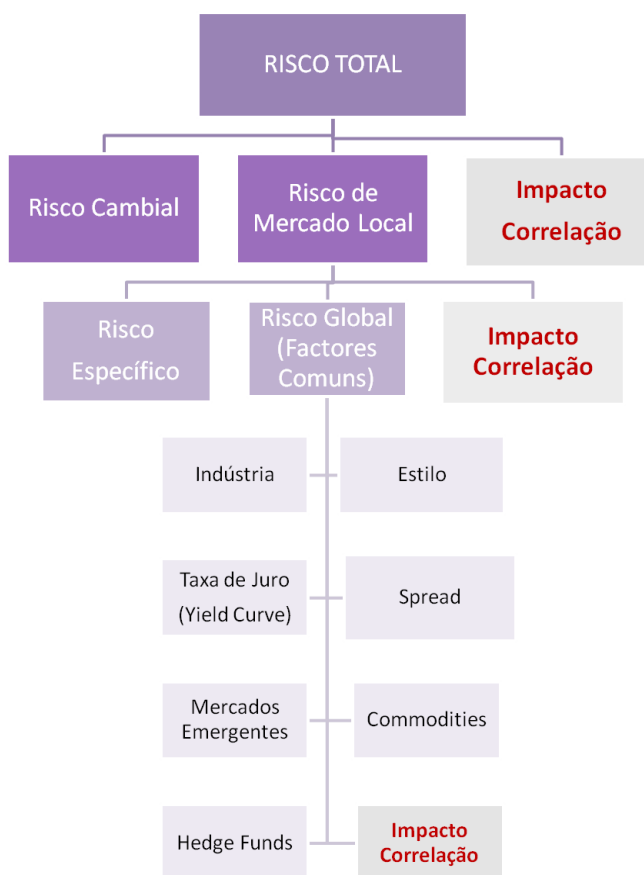 RISCO TOTAL
Risco Cambial
Risco de
Mercado Local
Impacto
Correlação
Risco
Específico
Risco Global
(Factores
Comuns)
Impacto
Correlação
Indústria
Estilo
Taxa de Juro
(Yield Curve)
Spread
Mercados
Emergentes
Commodities
Hedge Funds
Impacto
Correlação